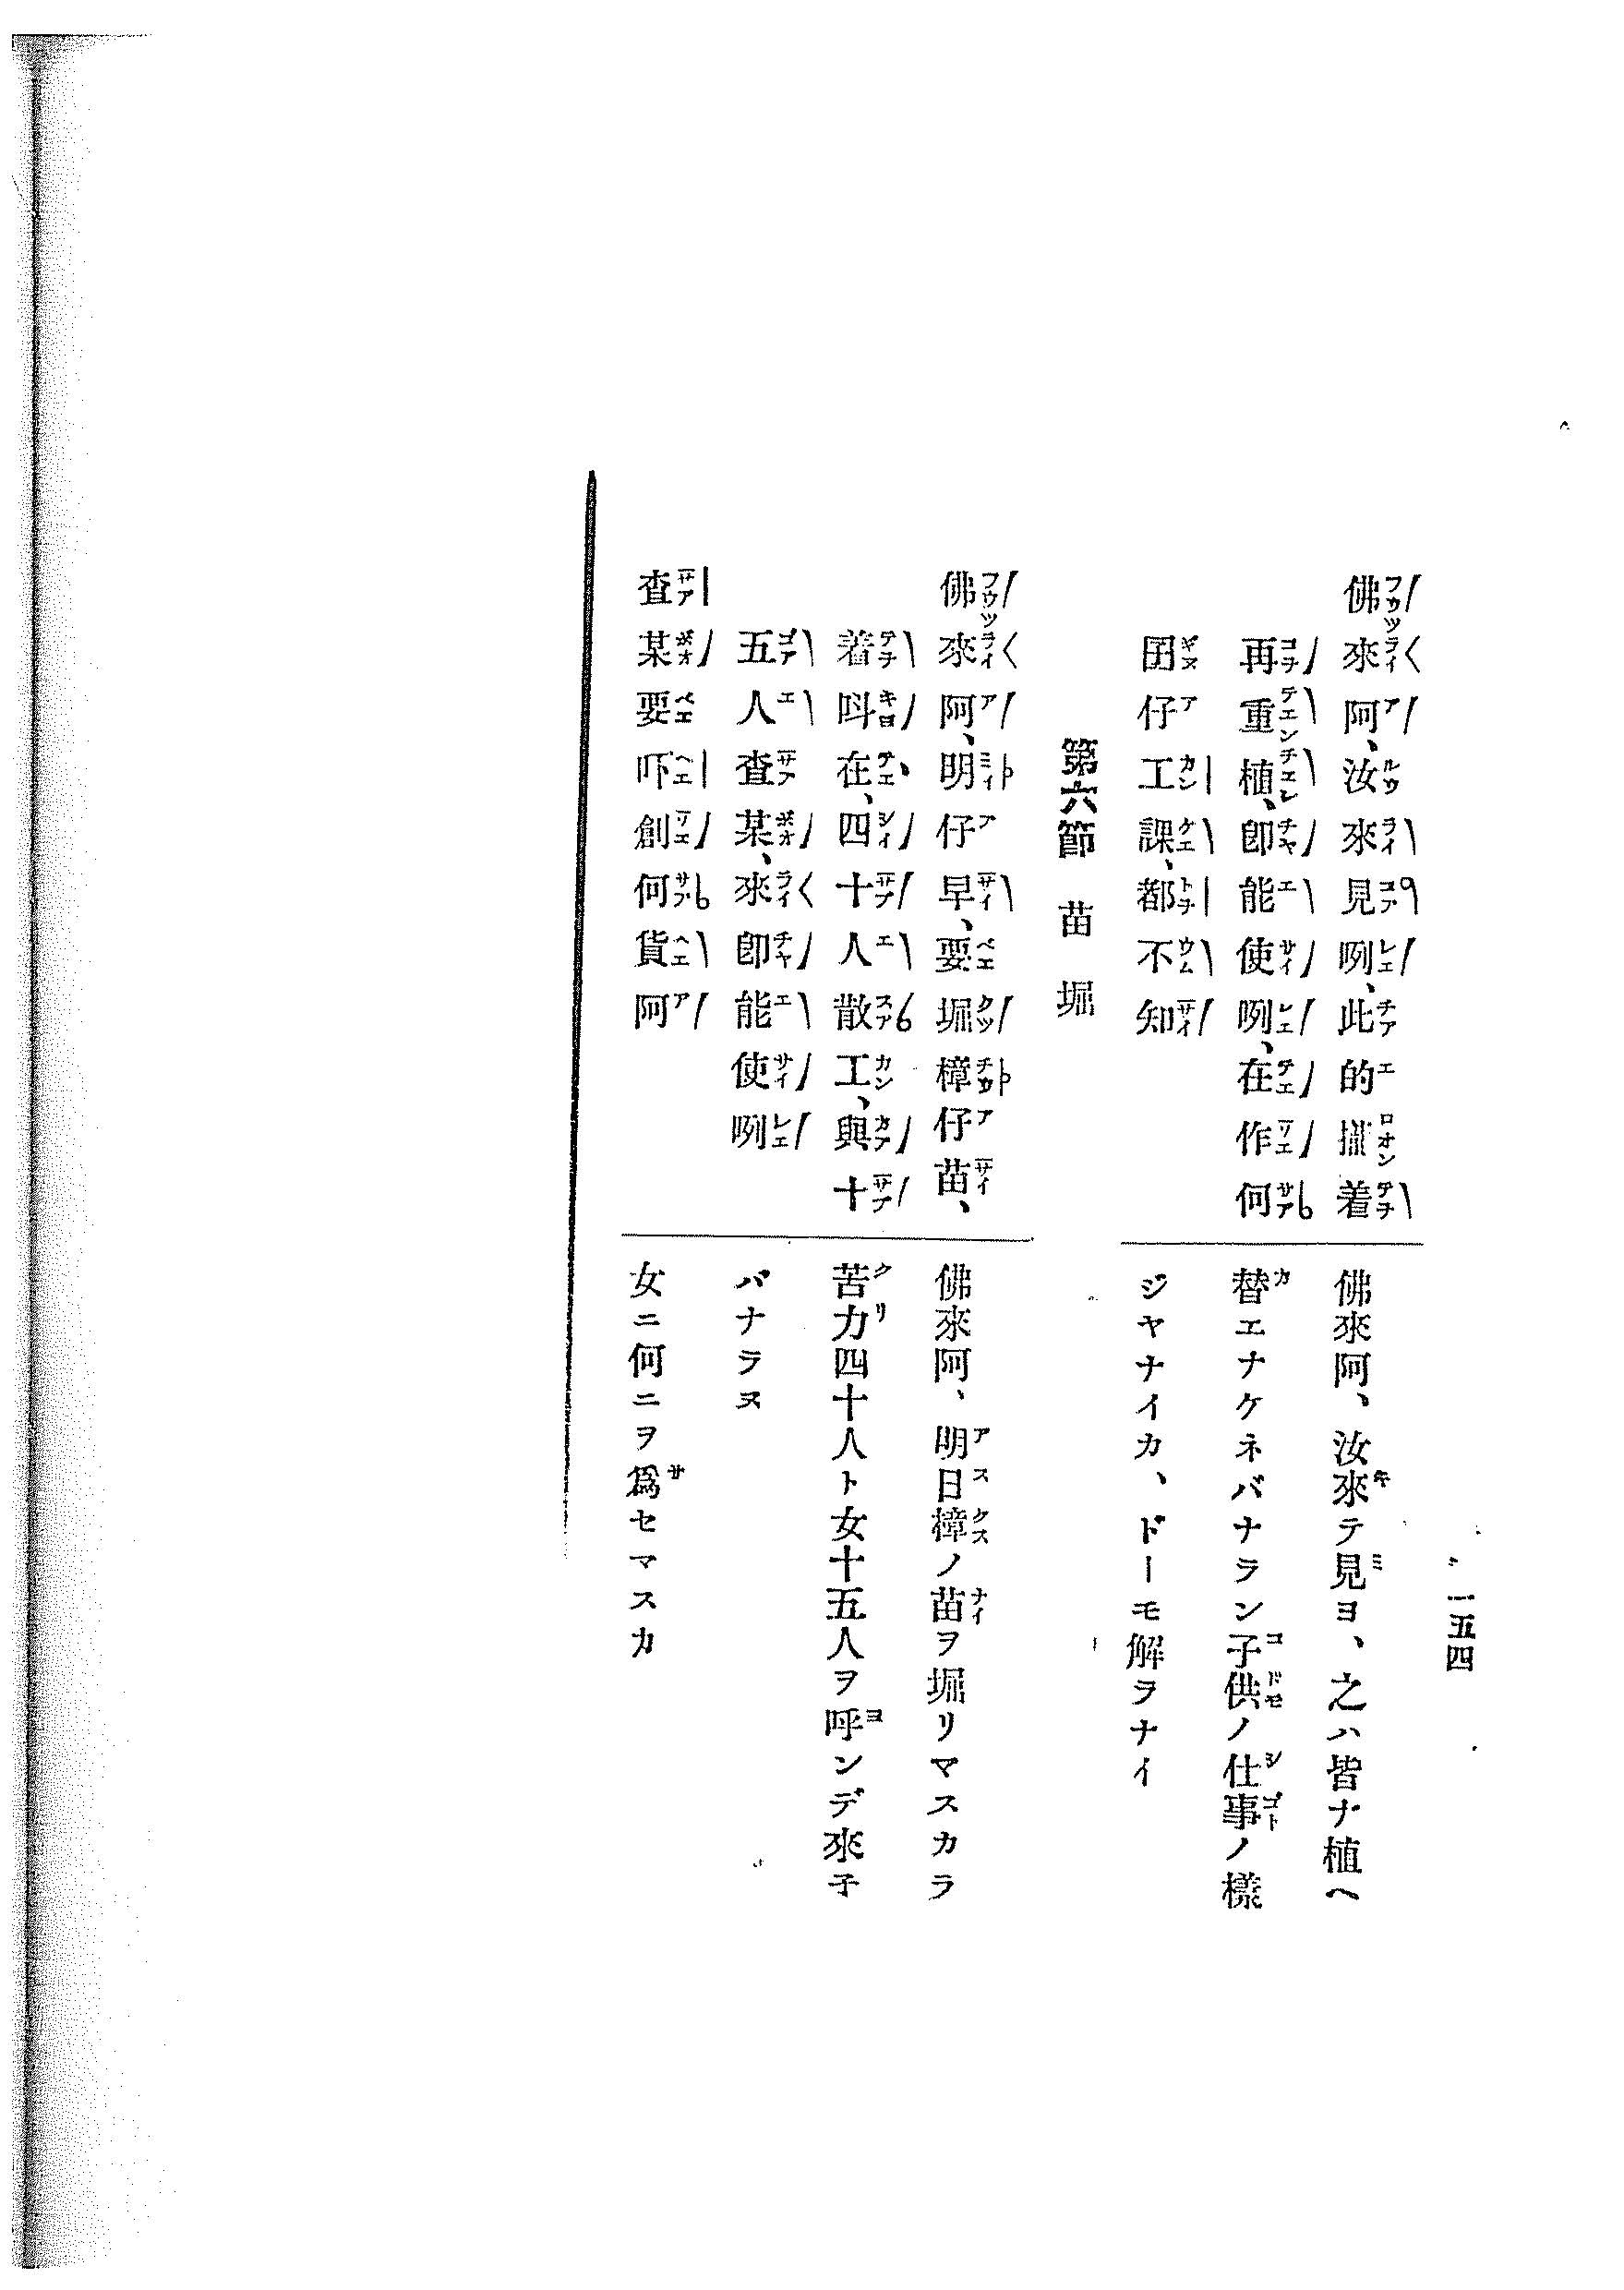 一五四
佛來阿、汝來見咧、此的攏着
再重植、卽能使咧、在作何
囝仔工課、都不知
佛來阿、汝來テ見ヨ、之ハ皆ナ植ヘ
替エナケネバナラン子供ノ仕事ノ樣
ジヤナイカ、ドーモ解ヲナイ
第六節 苗堀
佛來阿、明仔早、要堀樟仔苗、
着呌在、四十人散工、與十
五人查某、來卽能使咧
佛來阿、明日樟ノ苗ヲ堀リマスカラ
苦力四十人ト女十五人ヲ呼ンデ來子
バナラヌ
查某要吓創何貨阿
女ニ何ニヲ爲セマスカ